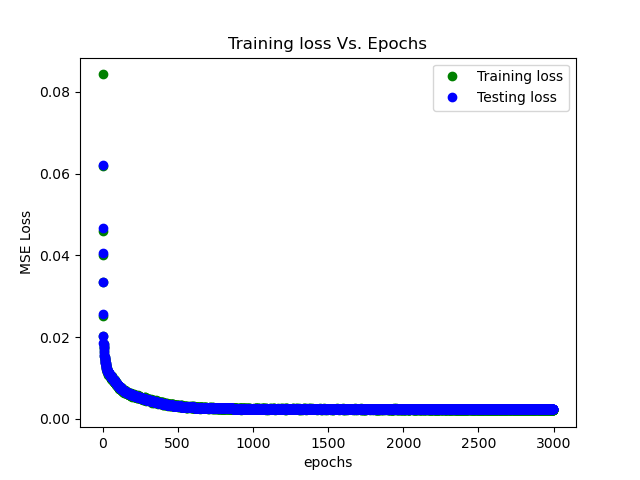 Training loss Vs. Epochs
Training loss
Testing loss
MSE Loss
0.08
0.06
0.04
0.02
0.00
0 500 1000 1500 2000 2500 3000
epochs